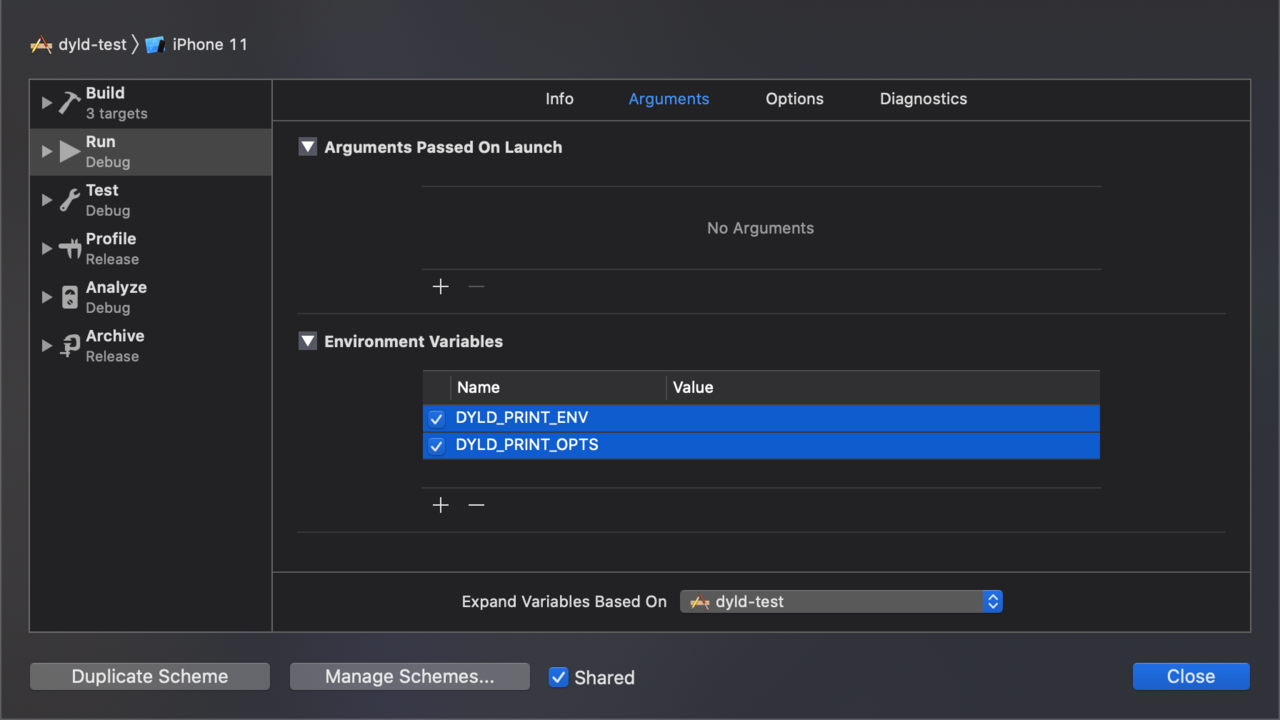 dyld-test iPhone 11
Build
3 targets
Run
Debug
Test
Debug
Profile
Release
Analyze
Debug
Archive
Release
Info Arguments Options Diagnostics
Arguments Passed On Launch
No Arguments
Environment Variables
Name Value
DYLD_PRINT_ENV
DYLD_PRINT_OPTS
Expand Variables Based On dyld-test
Duplicate Scheme Manage Schemes... Shared Close